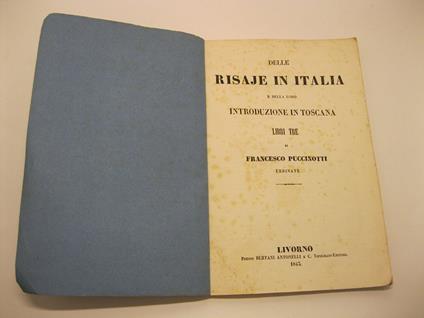 DELLE
RISAJE IN ITALIA
E DELLA LORO
INTRODUZIONE IN TOSCANA
LIBRI TRE
DI
FRANCESCO PUCCINOTTI
URBINATE
LIVORNO
Presso BERTANI ANTONELLI e C. Tipografi-Editori
1843.